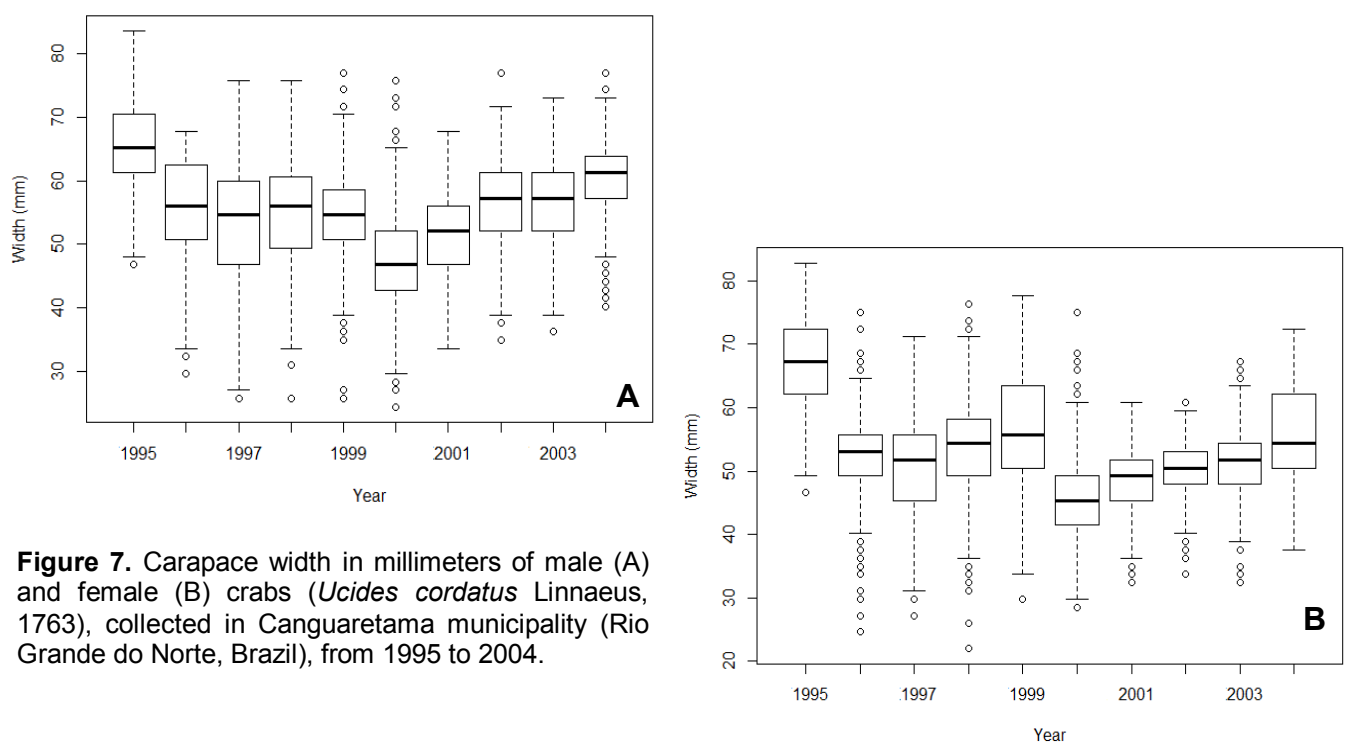 80
70
60
50
40
30
Width (mm)
A
1995
1997
1999
2001
2003
Year
Figure 7. Carapace width in millimeters of male (A)
and female (B) crabs (Ucides cordatus Linnaeus,
1763), collected in Canguaretama municipality (Rio
Grande do Norte, Brazil), from 1995 to 2004.
80
70
60
50
40
30
20
Width (mm)
B
1995
1997
1999
2001
2003
Year